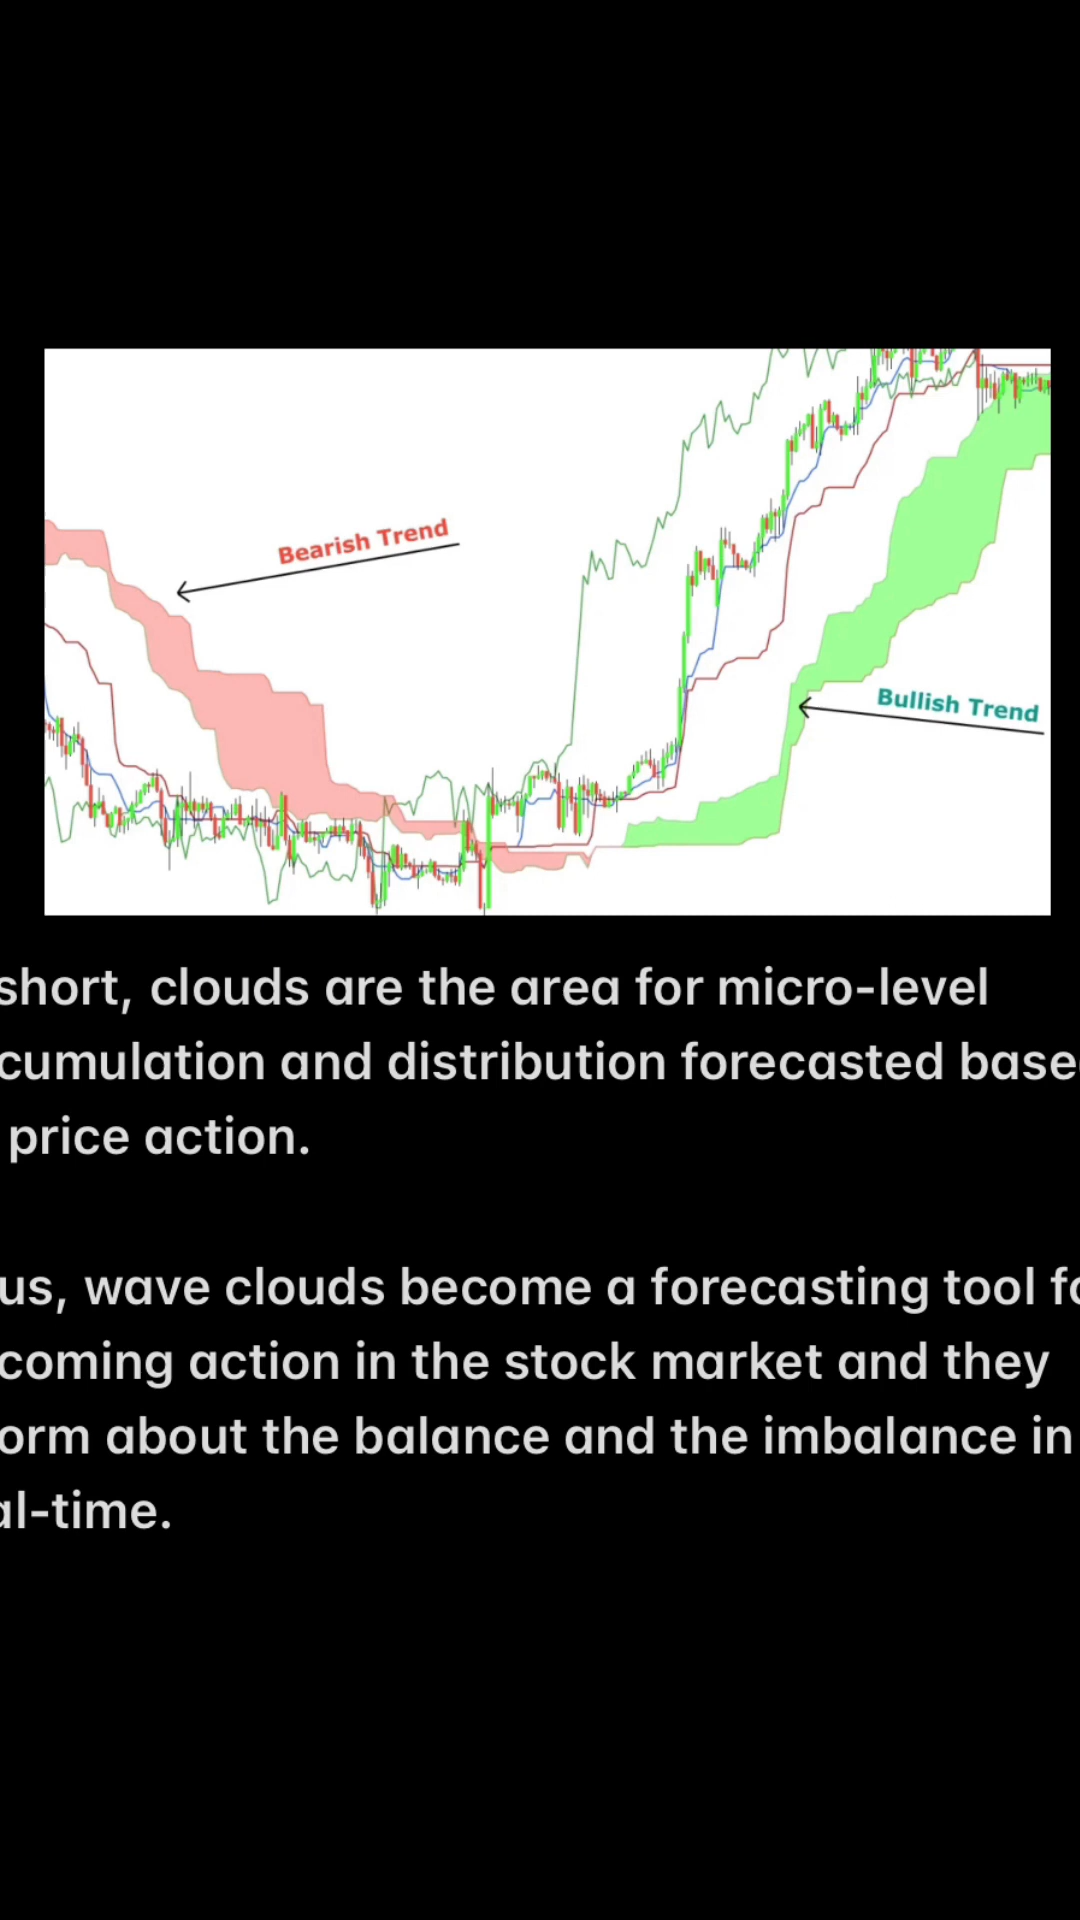 Bearish Trend
Bullish Trend
short, clouds are the area for micro-level
cumulation and distribution forecasted base
price action.
us, wave clouds become a forecasting tool fo
coming action in the stock market and they
orm about the balance and the imbalance in
al-time.